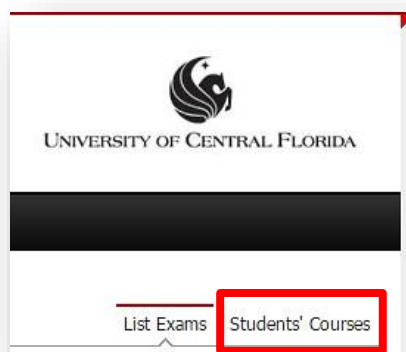 UNIVERSITY OF CENTRAL FLORIDA
List Exams Students' Courses